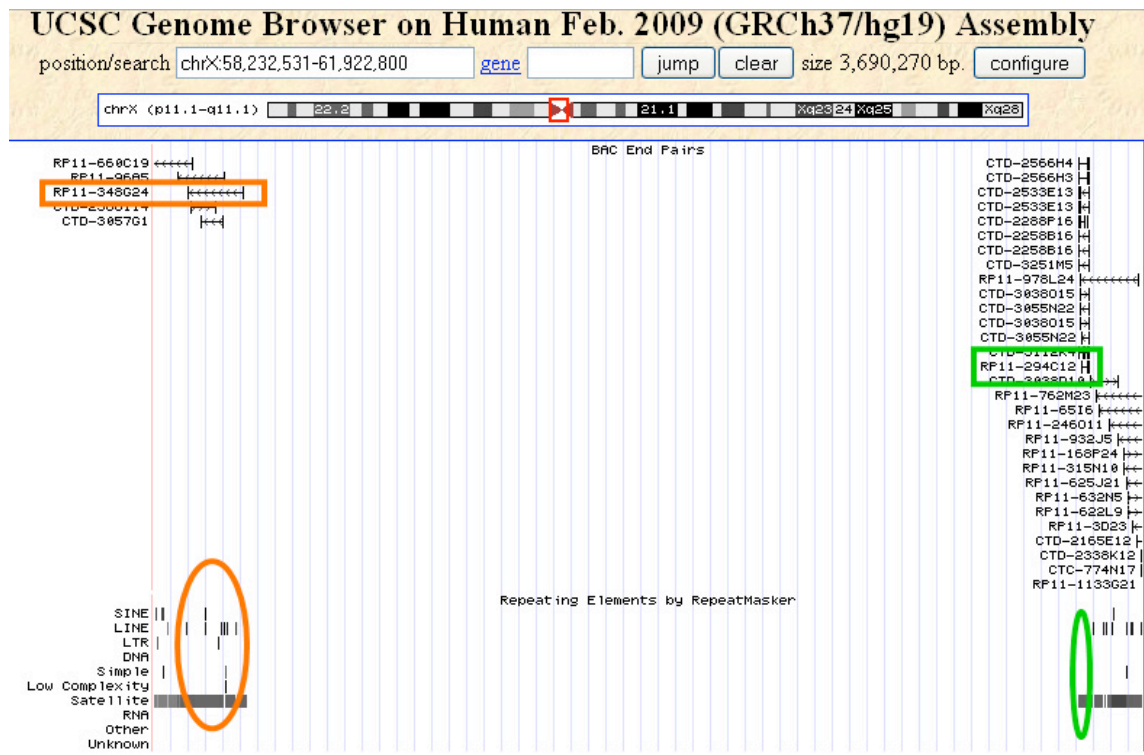 UCSC Genome Browser on Human Feb. 2009 (GRCh37/hg19) Assembly
position/search chrX:58,232,531-61,922,800 gene jump clear size 3,690,270 bp. configure
chrX (p11.1-q11.1) 22.2 21.1 Xq23 24 Xq25 Xq28
BAC End Pairs
RP11-660C19
RP11-96A5
RP11-348G24
CTD-3057G1
CTD-2566H4
CTD-2566H3
CTD-2533E13
CTD-2533E13
CTD-2288P16
CTD-2258B16
CTD-2258B16
CTD-3251M5
RP11-978L24
CTD-3038O15
CTD-3055N22
CTD-3038O15
CTD-3055N22
CTD-3112K4
RP11-294C12
RP11-762M23
RP11-65I6
RP11-246O11
RP11-932J5
RP11-168P24
RP11-315N10
RP11-625J21
RP11-632N5
RP11-622L9
RP11-3D23
CTD-2165E12
CTD-2338K12
CTC-774N17
RP11-1133G21
Repeating Elements by RepeatMasker
SINE
LINE
LTR
DNA
Simple
Low Complexity
Satellite
RNA
Other
Unknown